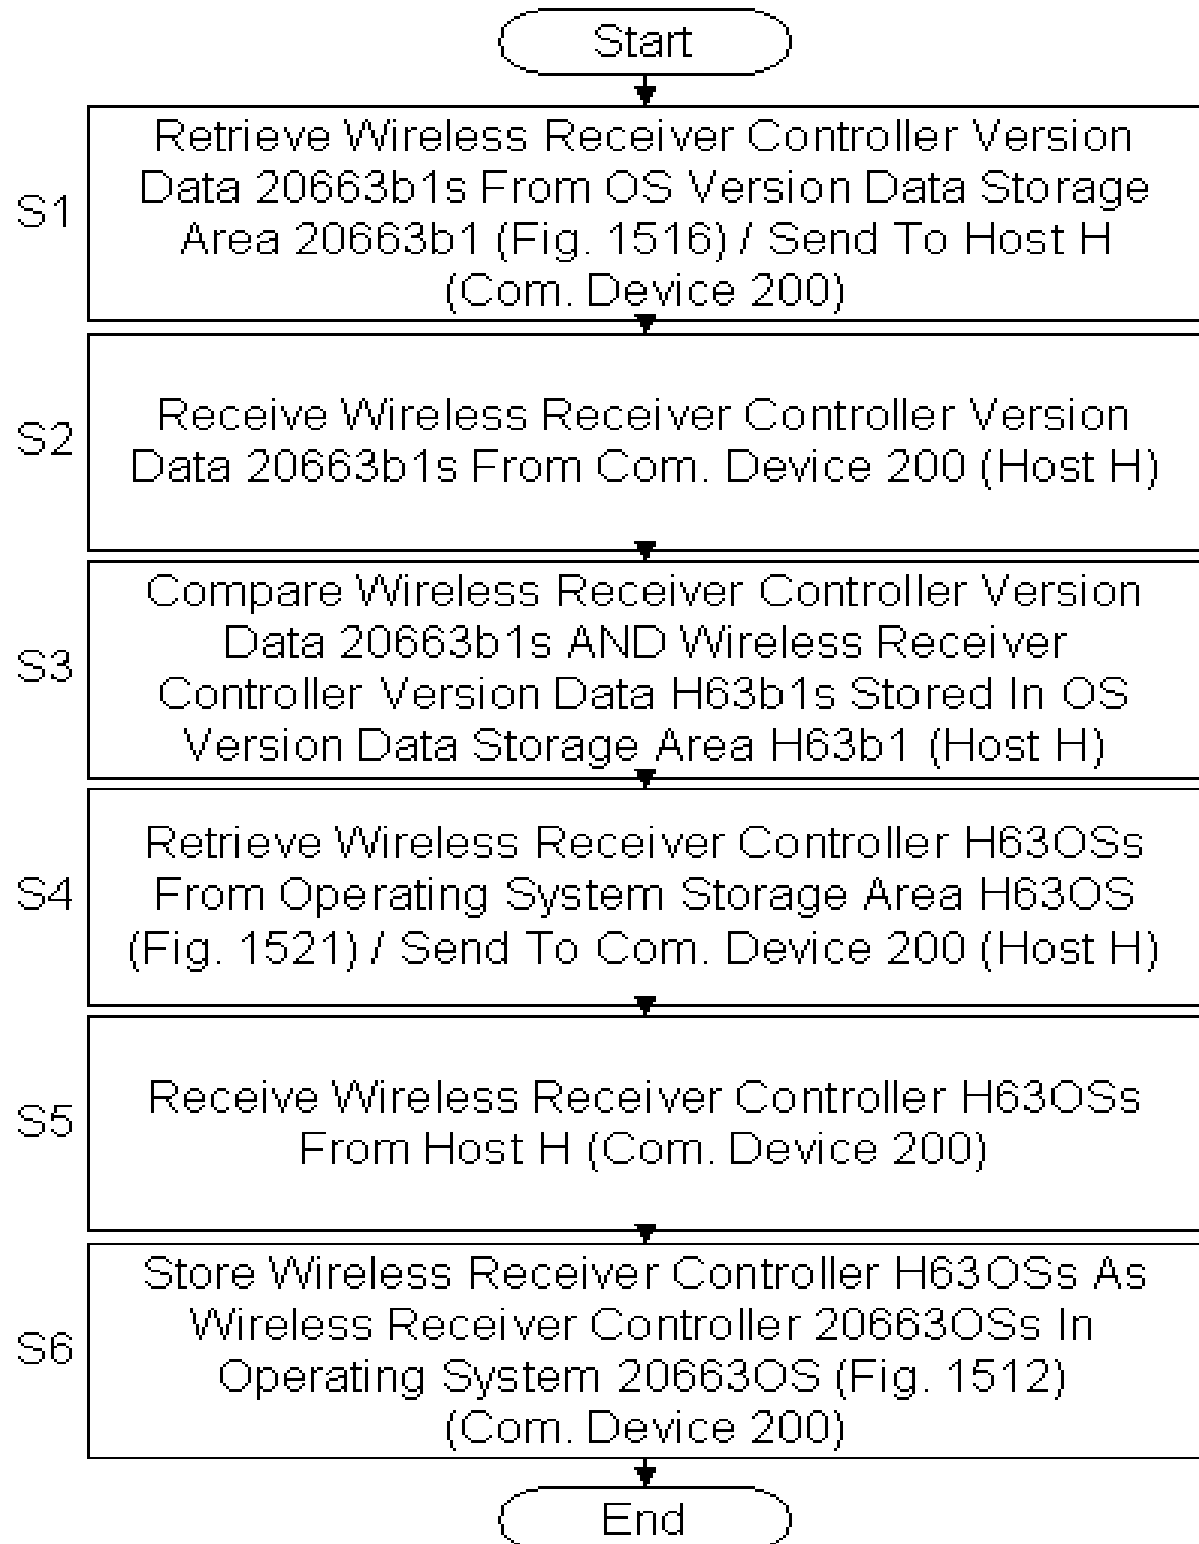 Start
S1
Retrieve Wireless Receiver Controller Version
Data 20663b1s From OS Version Data Storage
Area 20663b1 (Fig. 1516) / Send To Host H
(Com. Device 200)
S2
Receive Wireless Receiver Controller Version
Data 20663b1s From Com. Device 200 (Host H)
S3
Compare Wireless Receiver Controller Version
Data 20663b1s AND Wireless Receiver
Controller Version Data H63b1s Stored In OS
Version Data Storage Area H63b1 (Host H)
S4
Retrieve Wireless Receiver Controller H63OSs
From Operating System Storage Area H63OS
(Fig. 1521) / Send To Com. Device 200 (Host H)
S5
Receive Wireless Receiver Controller H63OSs
From Host H (Com. Device 200)
S6
Store Wireless Receiver Controller H63OSs As
Wireless Receiver Controller 20663OSs In
Operating System 20663OS (Fig. 1512)
(Com. Device 200)
End